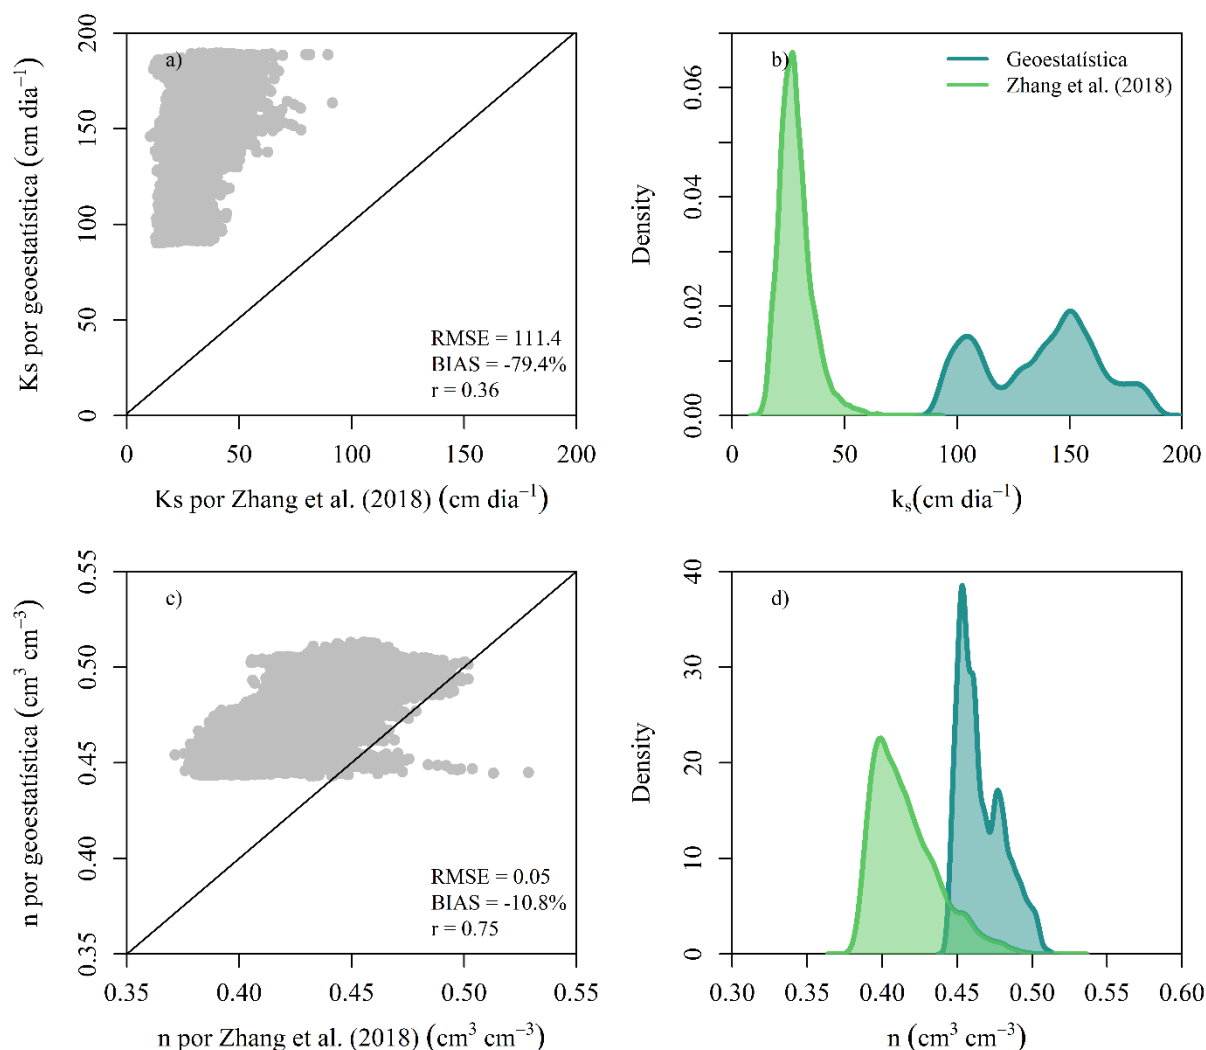 a)
Ks por geoestatística (cm dia⁻¹)
200
150
100
50
0
RMSE = 111.4
BIAS = -79.4%
r = 0.36
0 50 100 150 200
Ks por Zhang et al. (2018) (cm dia⁻¹)
b)
Geoestatística
Zhang et al. (2018)
Density
0.06
0.04
0.02
0.00
0 50 100 150 200
kₛ(cm dia⁻¹)
c)
n por geoestatística (cm³ cm⁻³)
0.55
0.50
0.45
0.40
0.35
RMSE = 0.05
BIAS = -10.8%
r = 0.75
0.35 0.40 0.45 0.50 0.55
n por Zhang et al. (2018) (cm³ cm⁻³)
d)
Density
40
30
20
10
0
0.30 0.35 0.40 0.45 0.50 0.55 0.60
n (cm³ cm⁻³)